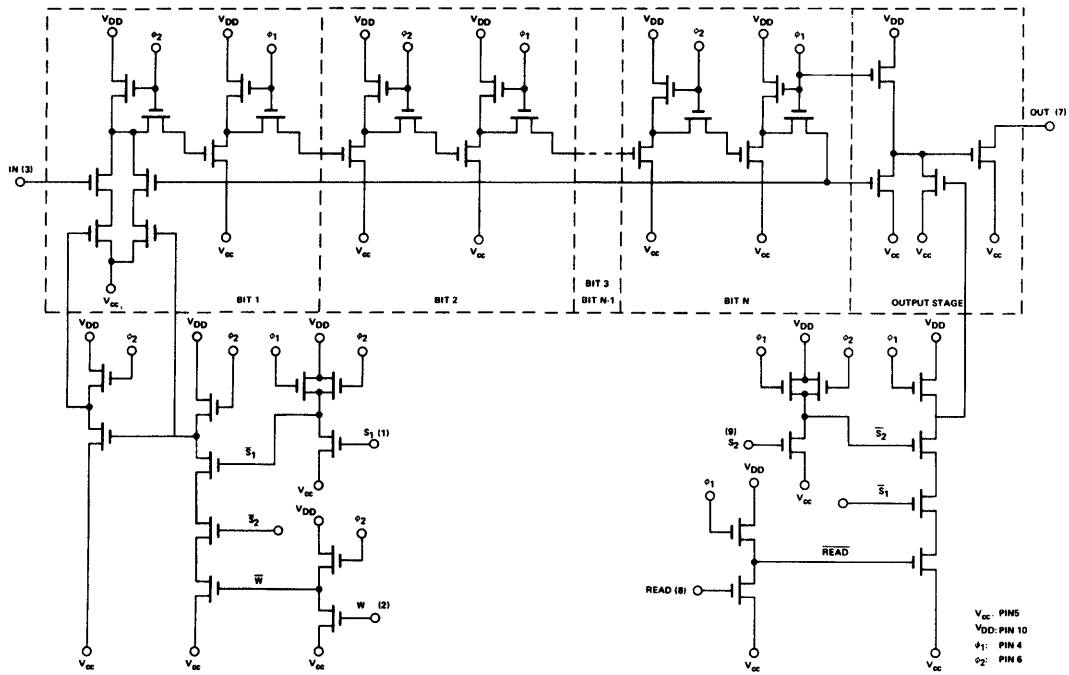 VDD VDD VDD VDD VDD VDD VDD
ϕ2 ϕ1 ϕ2 ϕ1 ϕ2 ϕ1
OUT (7)
IN (3)
Vcc Vcc Vcc Vcc Vcc Vcc Vcc Vcc
Vcc
BIT 3
BIT 1 BIT 2 BIT N-1 BIT N OUTPUT STAGE
VDD VDD VDD VDD VDD
ϕ2 ϕ2 ϕ1 ϕ2 ϕ1 ϕ2 ϕ1
S̅1 S1 (1)
(9)
S2 S̅2
Vcc Vcc
VDD
ϕ1 S̅1
S̅2 VDD ϕ2
W̅ R̅E̅A̅D̅
READ (8)
W (2)
Vcc Vcc Vcc Vcc Vcc
Vcc: PIN5
VDD: PIN 10
ϕ1: PIN 4
ϕ2: PIN 6